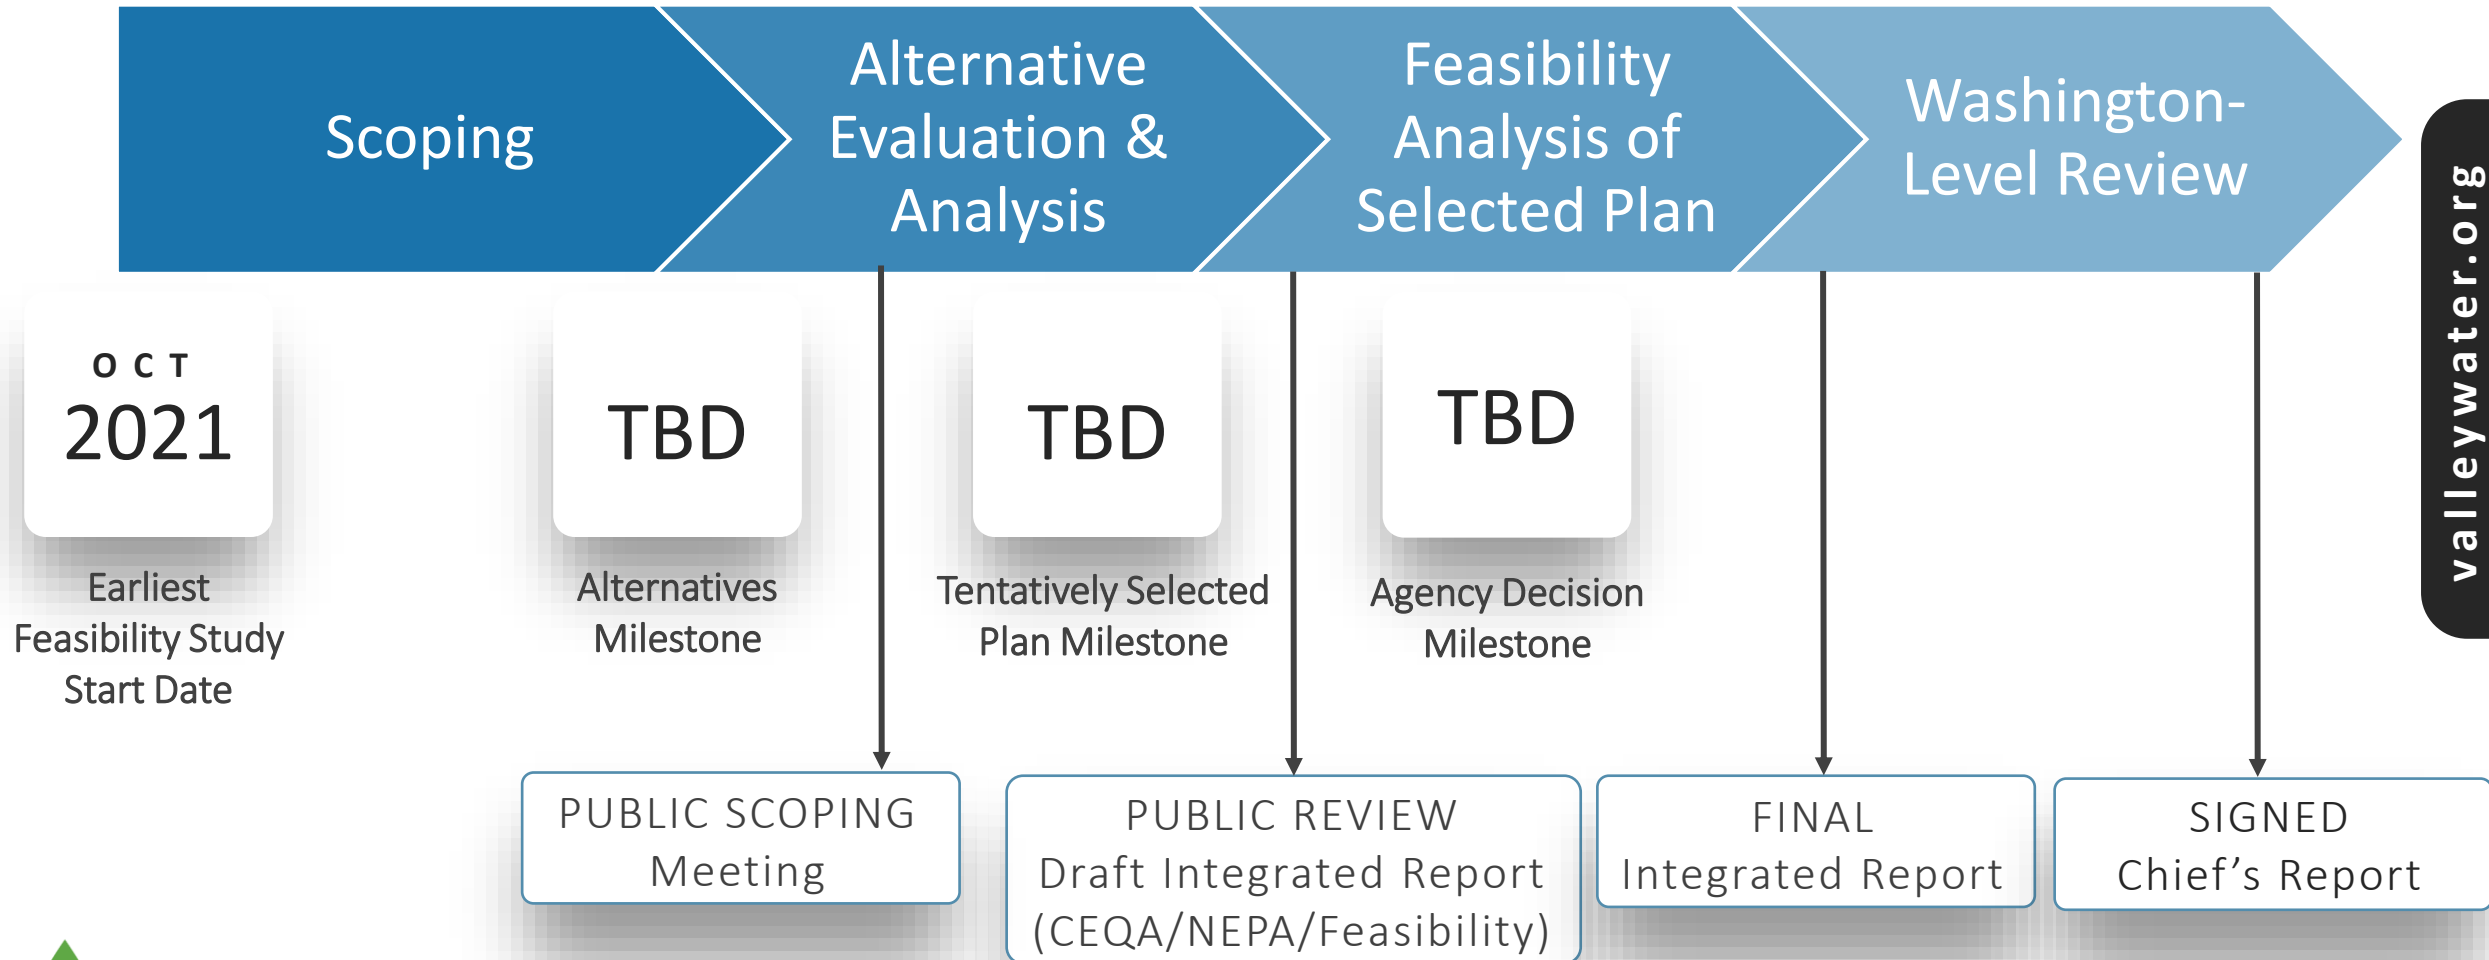 Scoping
Alternative
Evaluation &
Analysis
Feasibility
Analysis of
Selected Plan
Washington-
Level Review
valleywater.org
OCT
2021
Earliest
Feasibility Study
Start Date
TBD
Alternatives
Milestone
TBD
Tentatively Selected
Plan Milestone
TBD
Agency Decision
Milestone
PUBLIC SCOPING
Meeting
PUBLIC REVIEW
Draft Integrated Report
(CEQA/NEPA/Feasibility)
FINAL
Integrated Report
SIGNED
Chief’s Report